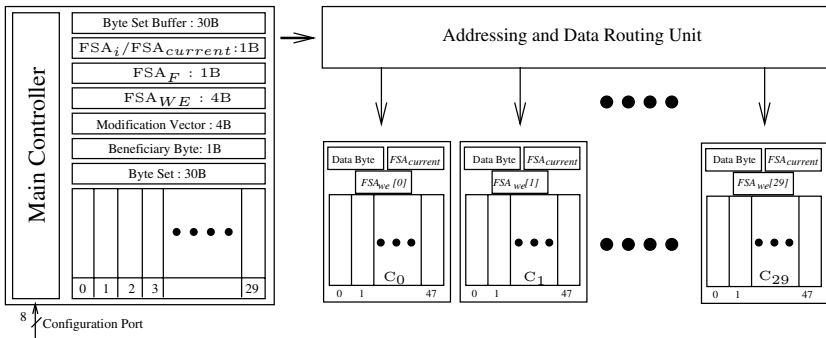 Main Controller
Byte Set Buffer : 30B
FSA_i/FSA_current:1B
FSA_F : 1B
FSA_WE : 4B
Modification Vector : 4B
Beneficiary Byte: 1B
Byte Set : 30B
0 1 2 3 29
8 Configuration Port
Addressing and Data Routing Unit
Data Byte FSA_current
FSA_we [0]
C_0
0 1 47
Data Byte FSA_current
FSA_we[1]
C_1
0 1 47
Data Byte FSA_current
FSA_we[29]
C_29
0 1 47